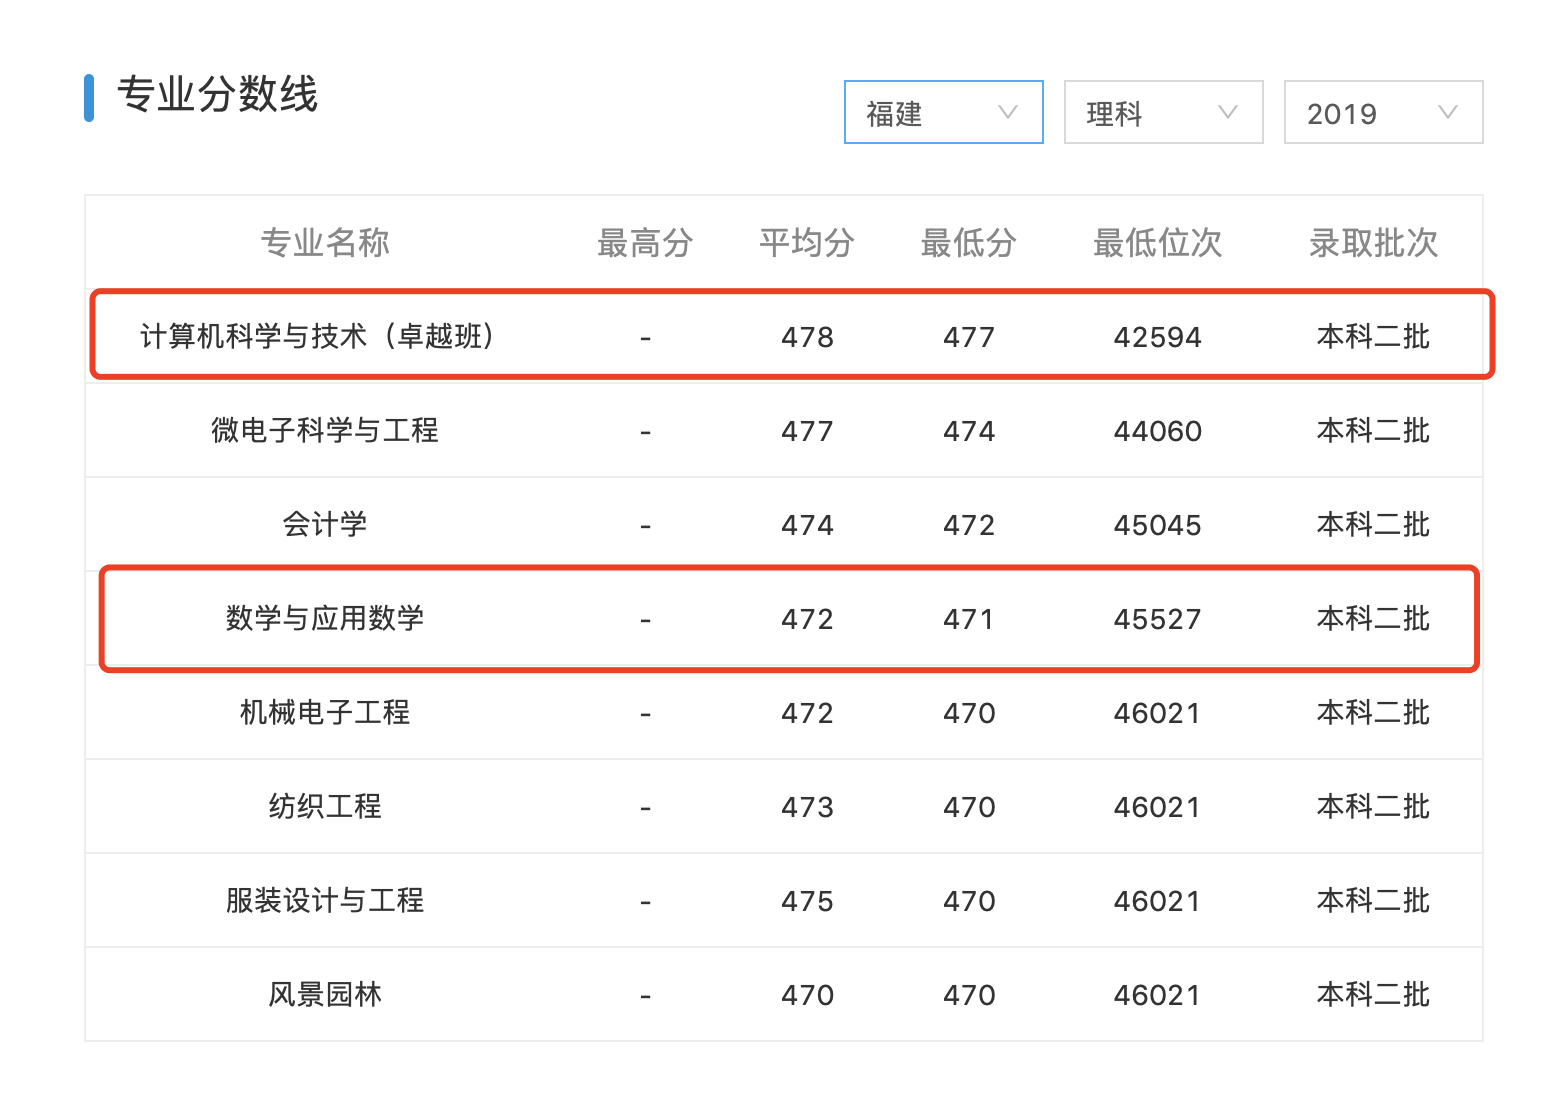 专业分数线
福建 理科 2019
专业名称 最高分 平均分 最低分 最低位次 录取批次
计算机科学与技术（卓越班） - 478 477 42594 本科二批
微电子科学与工程 - 477 474 44060 本科二批
会计学 - 474 472 45045 本科二批
数学与应用数学 - 472 471 45527 本科二批
机械电子工程 - 472 470 46021 本科二批
纺织工程 - 473 470 46021 本科二批
服装设计与工程 - 475 470 46021 本科二批
风景园林 - 470 470 46021 本科二批